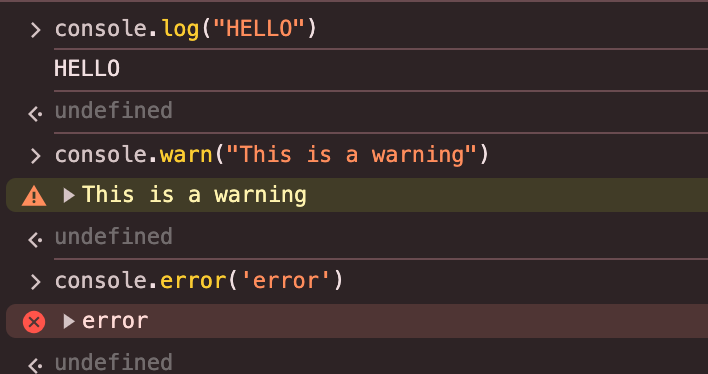 console.log("HELLO")
HELLO
undefined
console.warn("This is a warning")
This is a warning
undefined
console.error('error')
error
undefined